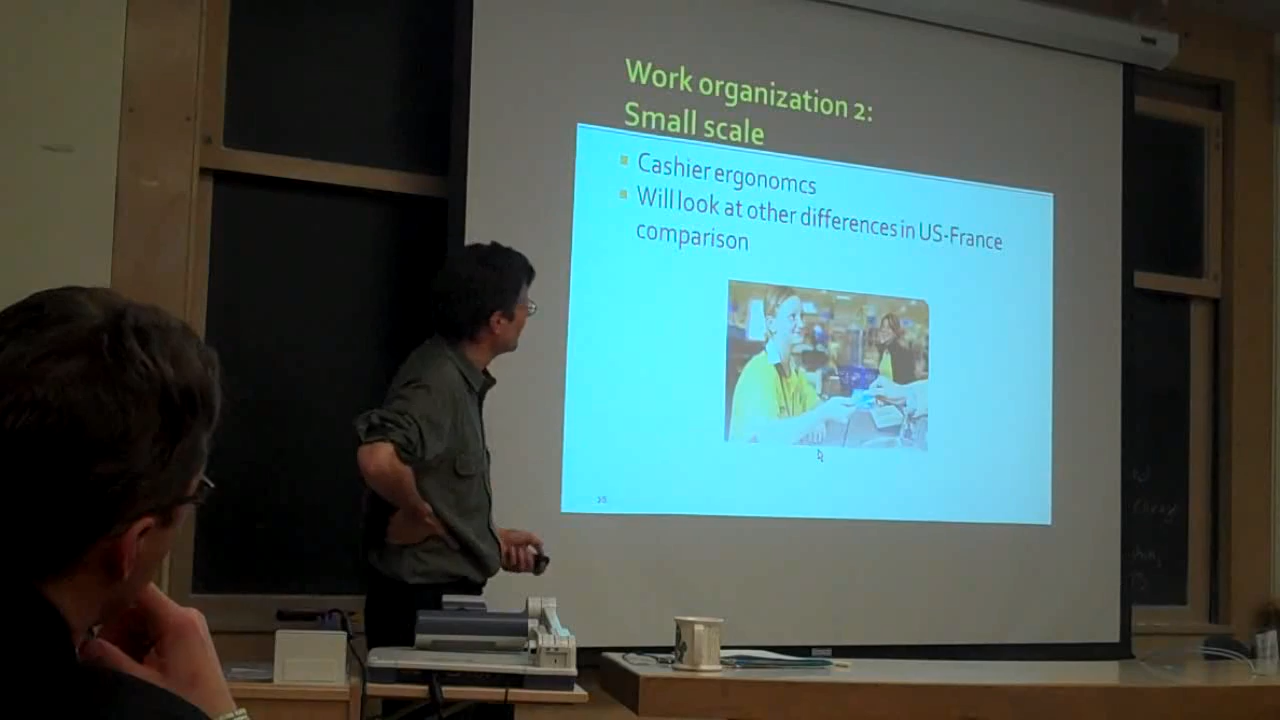 Work organization 2:
Small scale
Cashier ergonomcs
Will look at other differences in US-France
comparison